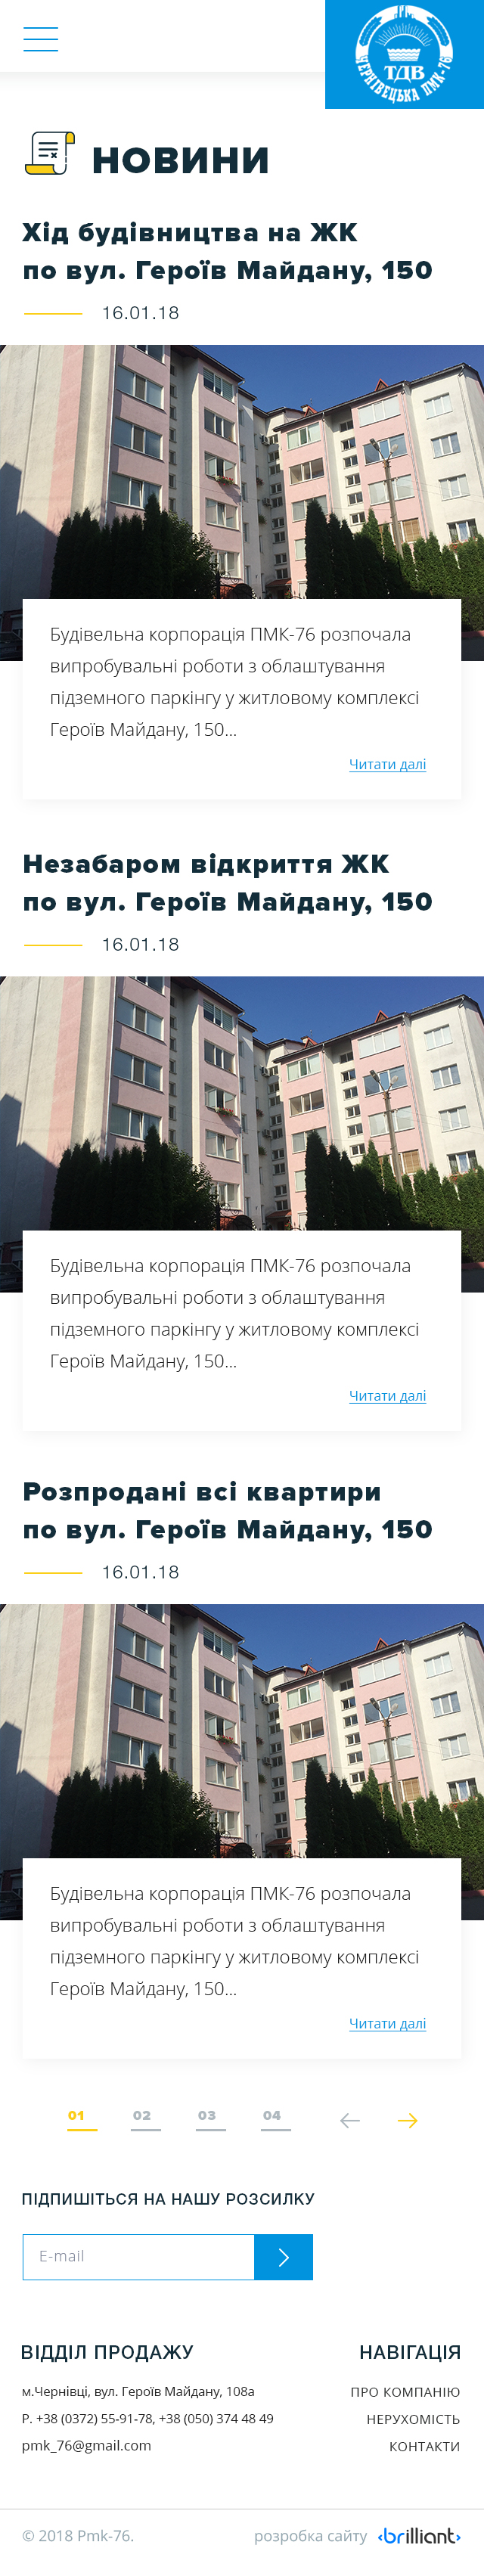 ТДВ
ЧЕРНІВЕЦЬКА ПМК-76
НОВИНИ
Хід будівництва на ЖК
по вул. Героїв Майдану, 150
16.01.18
Будівельна корпорація ПМК-76 розпочала
випробувальні роботи з облаштування
підземного паркінгу у житловому комплексі
Героїв Майдану, 150...
Читати далі
Незабаром відкриття ЖК
по вул. Героїв Майдану, 150
16.01.18
Будівельна корпорація ПМК-76 розпочала
випробувальні роботи з облаштування
підземного паркінгу у житловому комплексі
Героїв Майдану, 150...
Читати далі
Розпродані всі квартири
по вул. Героїв Майдану, 150
16.01.18
Будівельна корпорація ПМК-76 розпочала
випробувальні роботи з облаштування
підземного паркінгу у житловому комплексі
Героїв Майдану, 150...
Читати далі
01 02 03 04
ПІДПИШІТЬСЯ НА НАШУ РОЗСИЛКУ
E-mail
ВІДДІЛ ПРОДАЖУ
м.Чернівці, вул. Героїв Майдану, 108а
Р. +38 (0372) 55-91-78, +38 (050) 374 48 49
pmk_76@gmail.com
НАВІГАЦІЯ
ПРО КОМПАНІЮ
НЕРУХОМІСТЬ
КОНТАКТИ
© 2018 Pmk-76.
розробка сайту brilliant